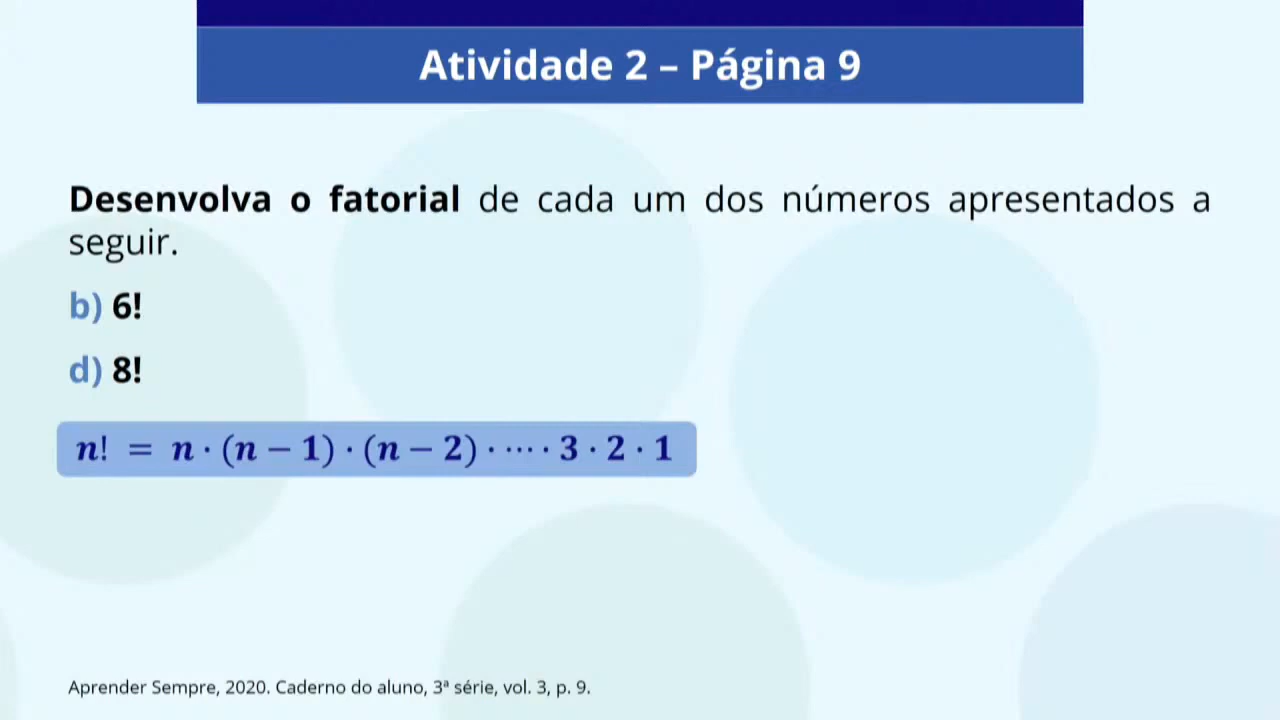 Atividade 2 – Página 9
Desenvolva o fatorial de cada um dos números apresentados a
seguir.
b) 6!
d) 8!
n! = n · (n − 1) · (n − 2) · ⋯ · 3 · 2 · 1
Aprender Sempre, 2020. Caderno do aluno, 3ª série, vol. 3, p. 9.